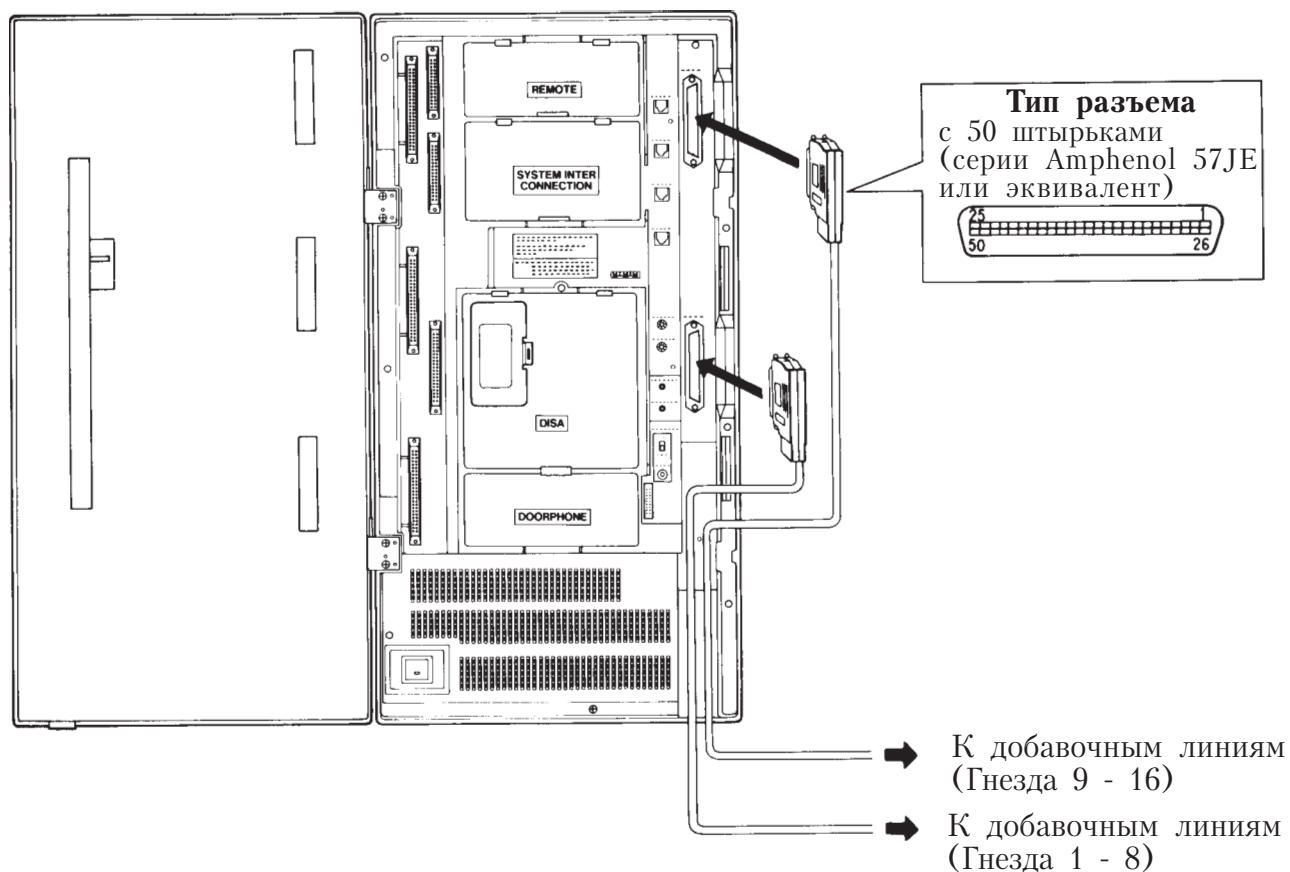 REMOTE
SYSTEM INTER
CONNECTION
DISA
DOORPHONE
Тип разъема
с 50 штырьками
(серии Amphenol 57JE
или эквивалент)
25 1
50 26
К добавочным линиям
(Гнезда 9 - 16)
К добавочным линиям
(Гнезда 1 - 8)